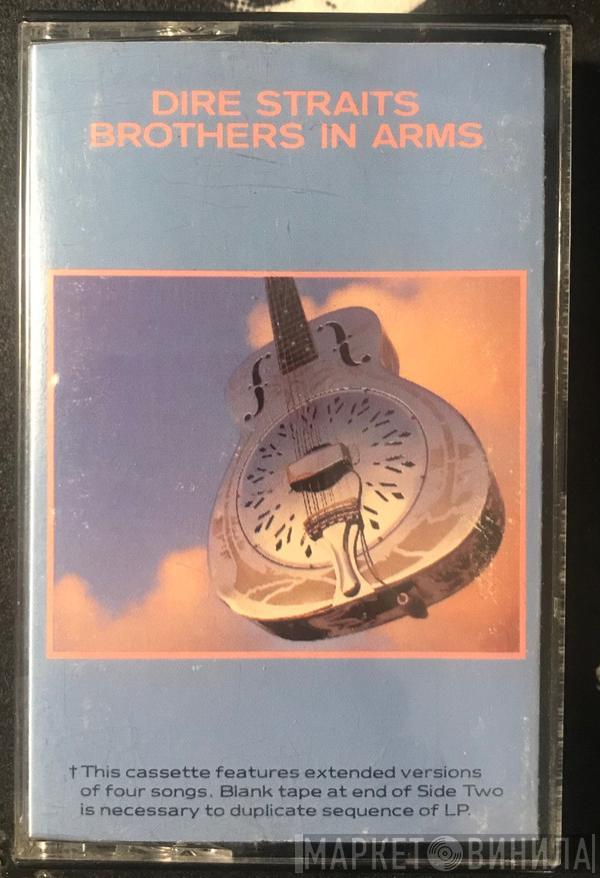 DIRE STRAITS
BROTHERS IN ARMS
† This cassette features extended versions
of four songs. Blank tape at end of Side Two
is necessary to duplicate sequence of LP.
МАРКЕТ ВИНИЛА